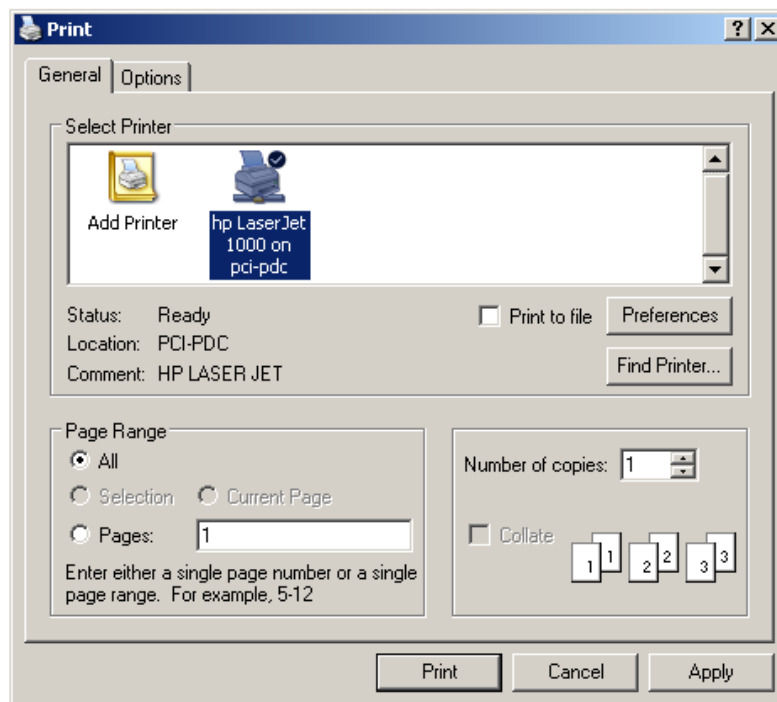 Print
General Options
Select Printer
Add Printer
hp LaserJet
1000 on
pci-pdc
Status: Ready
Location: PCI-PDC
Comment: HP LASER JET
Print to file
Preferences
Find Printer...
Page Range
All
Selection Current Page
Pages: 1
Enter either a single page number or a single
page range. For example, 5-12
Number of copies: 1
Collate
1 1 2 2 3 3
Print Cancel Apply